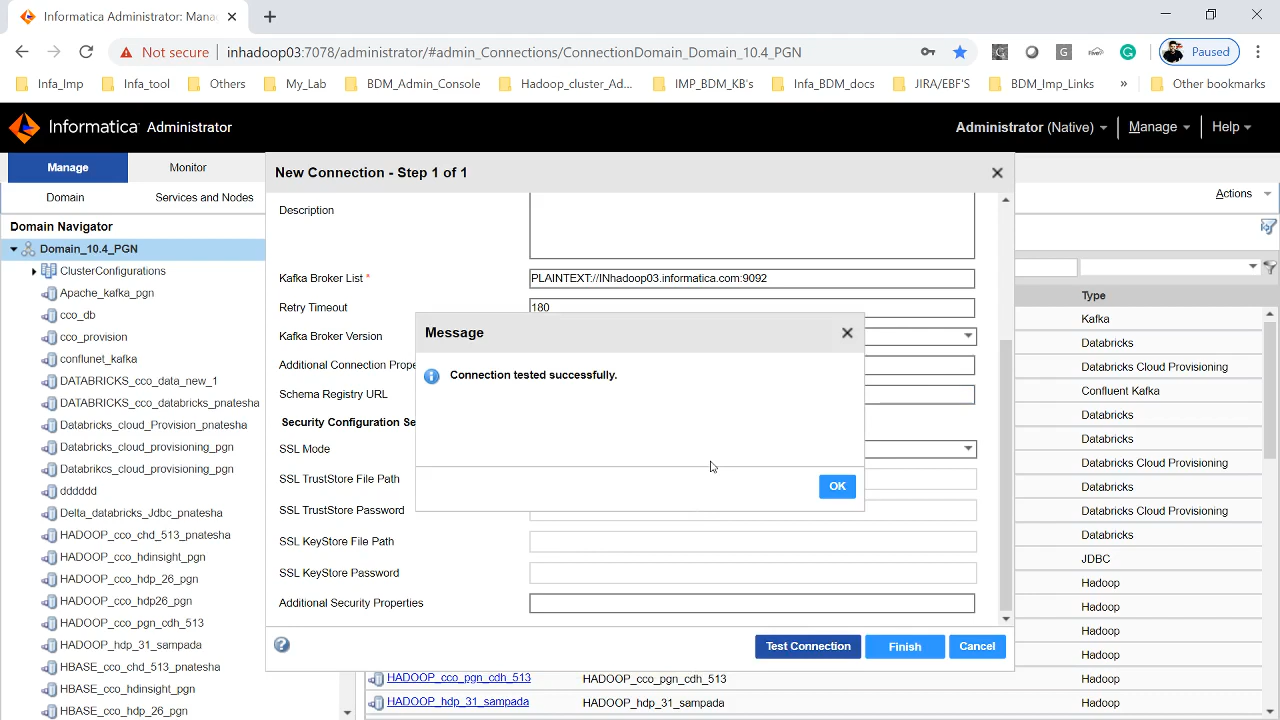 Informatica Administrator: Mana
Not secure
inhadoop03:7078/administrator/#admin_Connections/ConnectionDomain_Domain_10.4_PGN
Paused
Infa_Imp
Infa_tool
Others
My_Lab
BDM_Admin_Console
Hadoop_cluster_Ad...
IMP_BDM_KB's
Infa_BDM_docs
JIRA/EBF'S
BDM_Imp_Links
»
Other bookmarks
Informatica Administrator
Administrator (Native)
Manage
Help
Manage
Monitor
Domain
Services and Nodes
Actions
Domain Navigator
Domain_10.4_PGN
ClusterConfigurations
Apache_kafka_pgn
cco_db
cco_provision
conflunet_kafka
DATABRICKS_cco_data_new_1
DATABRICKS_cco_databricks_pnatesha
Databricks_cloud_Provision_pnatesha
Databricks_cloud_provisioning_pgn
Databrikcs_cloud_provisioning_pgn
dddddd
Delta_databricks_Jdbc_pnatesha
HADOOP_cco_chd_513_pnatesha
HADOOP_cco_hdinsight_pgn
HADOOP_cco_hdp_26_pgn
HADOOP_cco_hdp26_pgn
HADOOP_cco_pgn_cdh_513
HADOOP_hdp_31_sampada
HBASE_cco_chd_513_pnatesha
HBASE_cco_hdinsight_pgn
HBASE_cco_hdp_26_pgn
New Connection - Step 1 of 1
Description
Kafka Broker List *
PLAINTEXT://INhadoop03.informatica.com:9092
Retry Timeout
180
Kafka Broker Version
Additional Connection Prope
Schema Registry URL
Security Configuration Se
SSL Mode
SSL TrustStore File Path
SSL TrustStore Password
SSL KeyStore File Path
SSL KeyStore Password
Additional Security Properties
Message
Connection tested successfully.
OK
Test Connection
Finish
Cancel
Type
Kafka
Databricks
Databricks Cloud Provisioning
Confluent Kafka
Databricks
Databricks
Databricks Cloud Provisioning
Databricks
Databricks Cloud Provisioning
Databricks
JDBC
Hadoop
Hadoop
Hadoop
Hadoop
HADOOP_cco_pgn_cdh_513
HADOOP_cco_pgn_cdh_513
Hadoop
HADOOP_hdp_31_sampada
HADOOP_hdp_31_sampada
Hadoop